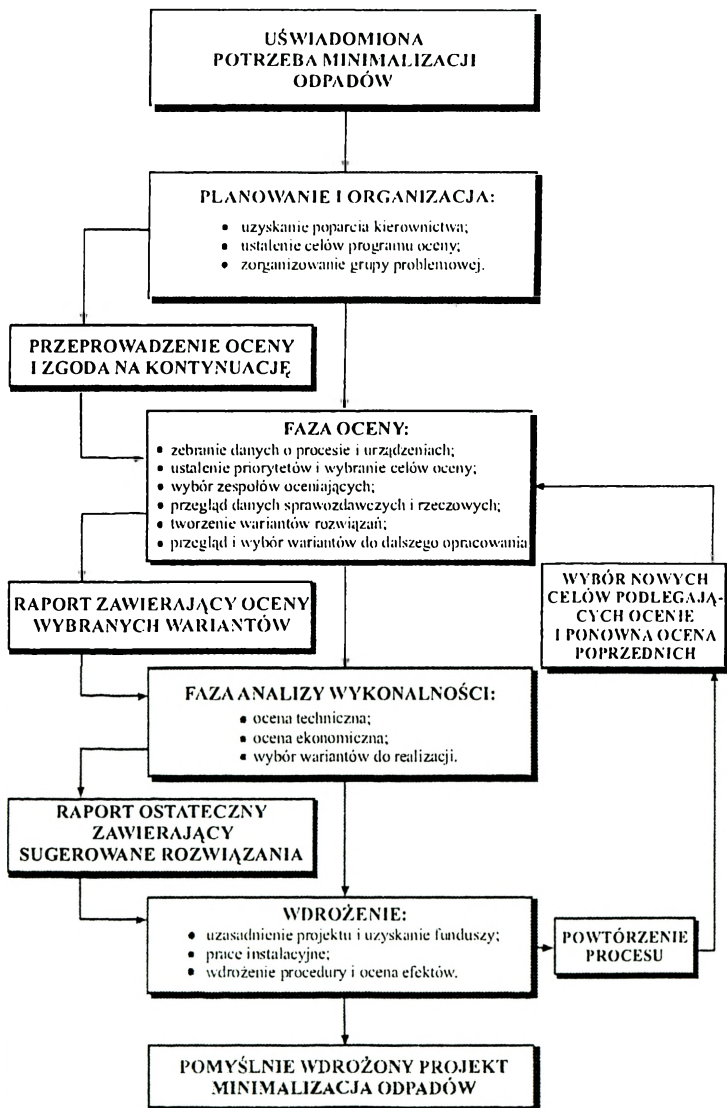 UŚWIADOMIONA
POTRZEBA MINIMALIZACJI
ODPADÓW
PLANOWANIE I ORGANIZACJA:
• uzyskanie poparcia kierownictwa;
• ustalenie celów programu oceny;
• zorganizowanie grupy problemowej.
PRZEPROWADZENIE OCENY
I ZGODA NA KONTYNUACJĘ
FAZA OCENY:
• zebranie danych o procesie i urządzeniach;
• ustalenie priorytetów i wybranie celów oceny;
• wybór zespołów oceniających;
• przegląd danych sprawozdawczych i rzeczowych;
• tworzenie wariantów rozwiązań;
• przegląd i wybór wariantów do dalszego opracowania
WYBÓR NOWYCH
CELÓW PODLEGAJĄ-
CYCH OCENIE
I PONOWNA OCENA
POPRZEDNICH
RAPORT ZAWIERAJĄCY OCENY
WYBRANYCH WARIANTÓW
FAZA ANALIZY WYKONALNOŚCI:
• ocena techniczna;
• ocena ekonomiczna;
• wybór wariantów do realizacji.
RAPORT OSTATECZNY
ZAWIERAJĄCY
SUGEROWANE ROZWIĄZANIA
WDROŻENIE:
• uzasadnienie projektu i uzyskanie funduszy;
• prace instalacyjne;
• wdrożenie procedury i ocena efektów.
POWTÓRZENIE
PROCESU
POMYŚLNIE WDROŻONY PROJEKT
MINIMALIZACJA ODPADÓW